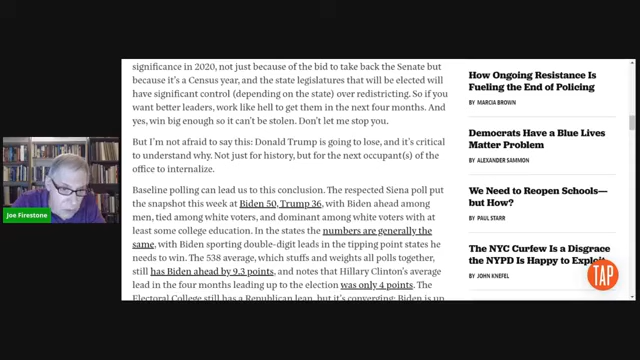 significance in 2020, not just because of the bid to take back the Senate but
because it's a Census year, and the state legislatures that will be elected will
have significant control (depending on the state) over redistricting. So if you
want better leaders, work like hell to get them in the next four months. And
yes, win big enough so it can't be stolen. Don't let me stop you.
But I'm not afraid to say this: Donald Trump is going to lose, and it's critical
to understand why. Not just for history, but for the next occupant(s) of the
office to internalize.
Baseline polling can lead us to this conclusion. The respected Siena poll put
the snapshot this week at Biden 50, Trump 36, with Biden ahead among
men, tied among white voters, and dominant among white voters with at
least some college education. In the states the numbers are generally the
same, with Biden sporting double-digit leads in the tipping point states he
needs to win. The 538 average, which stuffs and weights all polls together,
still has Biden ahead by 9.3 points, and notes that Hillary Clinton's average
lead in the four months leading up to the election was only 4 points. The
Electoral College still has a Republican lean, but it's converging; Biden is up
Joe Firestone
How Ongoing Resistance Is
Fueling the End of Policing
BY MARCIA BROWN
Democrats Have a Blue Lives
Matter Problem
BY ALEXANDER SAMMON
We Need to Reopen Schools—
but How?
BY PAUL STARR
The NYC Curfew Is a Disgrace
the NYPD Is Happy to Exploit
BY JOHN KNEFEL
TAP